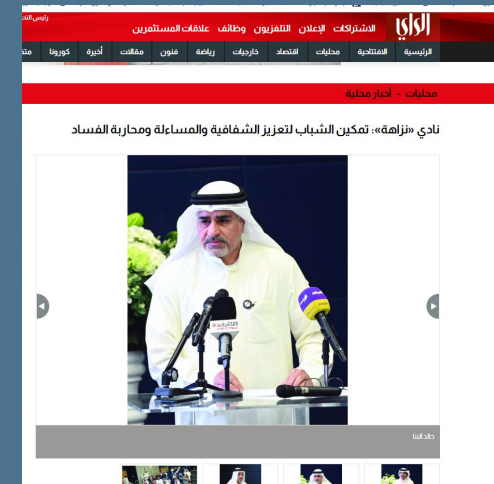 الراي
الاشتراكات الإعلان التلفزيون وظائف علاقات المستثمرين
الرئيسية الافتتاحية محليات اقتصاد خارجيات رياضة فنون مقالات أخيرة كورونا
محليات - أخبار محلية
نادي «نزاهة»: تمكين الشباب لتعزيز الشفافية والمساءلة ومحاربة الفساد
خالد البنا